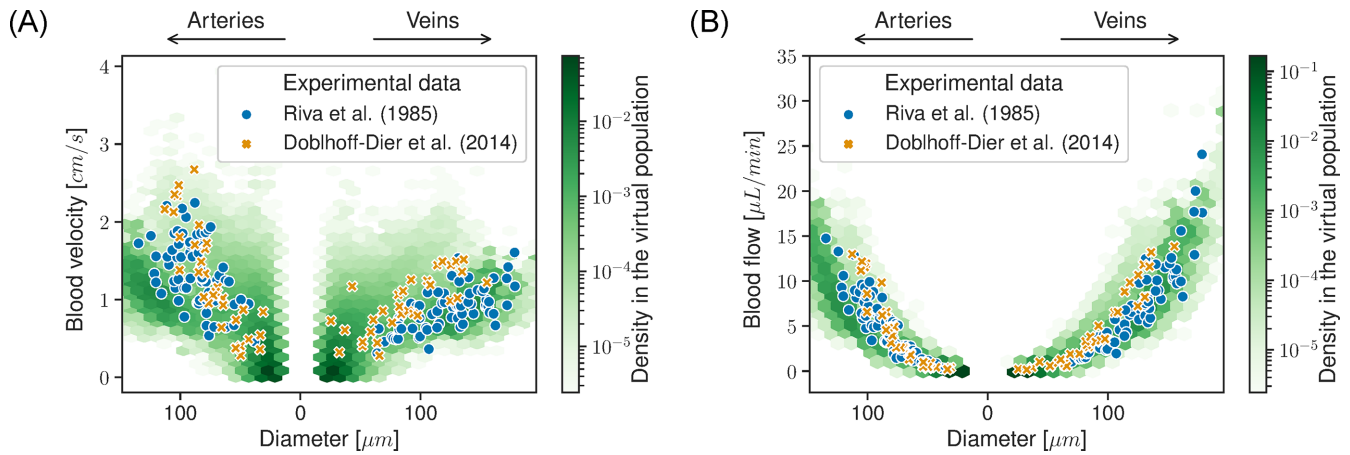 (A)
Arteries
Veins
Experimental data
Riva et al. (1985)
Doblhoff-Dier et al. (2014)
Blood velocity [cm/s]
4
3
2
1
0
100
0
100
Diameter [μm]
10⁻²
10⁻³
10⁻⁴
10⁻⁵
Density in the virtual population
(B)
Arteries
Veins
Experimental data
Riva et al. (1985)
Doblhoff-Dier et al. (2014)
Blood flow [μL/min]
35
30
25
20
15
10
5
0
100
0
100
Diameter [μm]
10⁻¹
10⁻²
10⁻³
10⁻⁴
10⁻⁵
Density in the virtual population